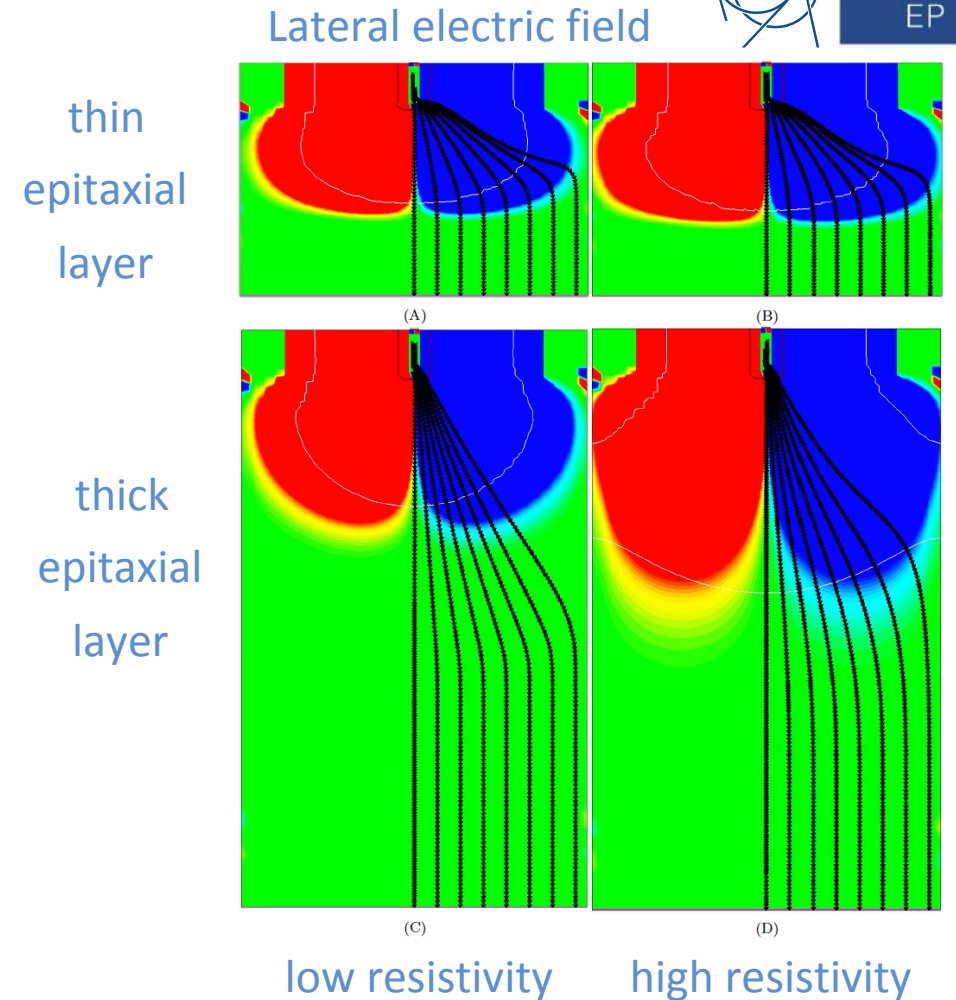 Lateral electric field
EP
thin
epitaxial
layer
(A)
(B)
thick
epitaxial
layer
(C)
(D)
low resistivity
high resistivity